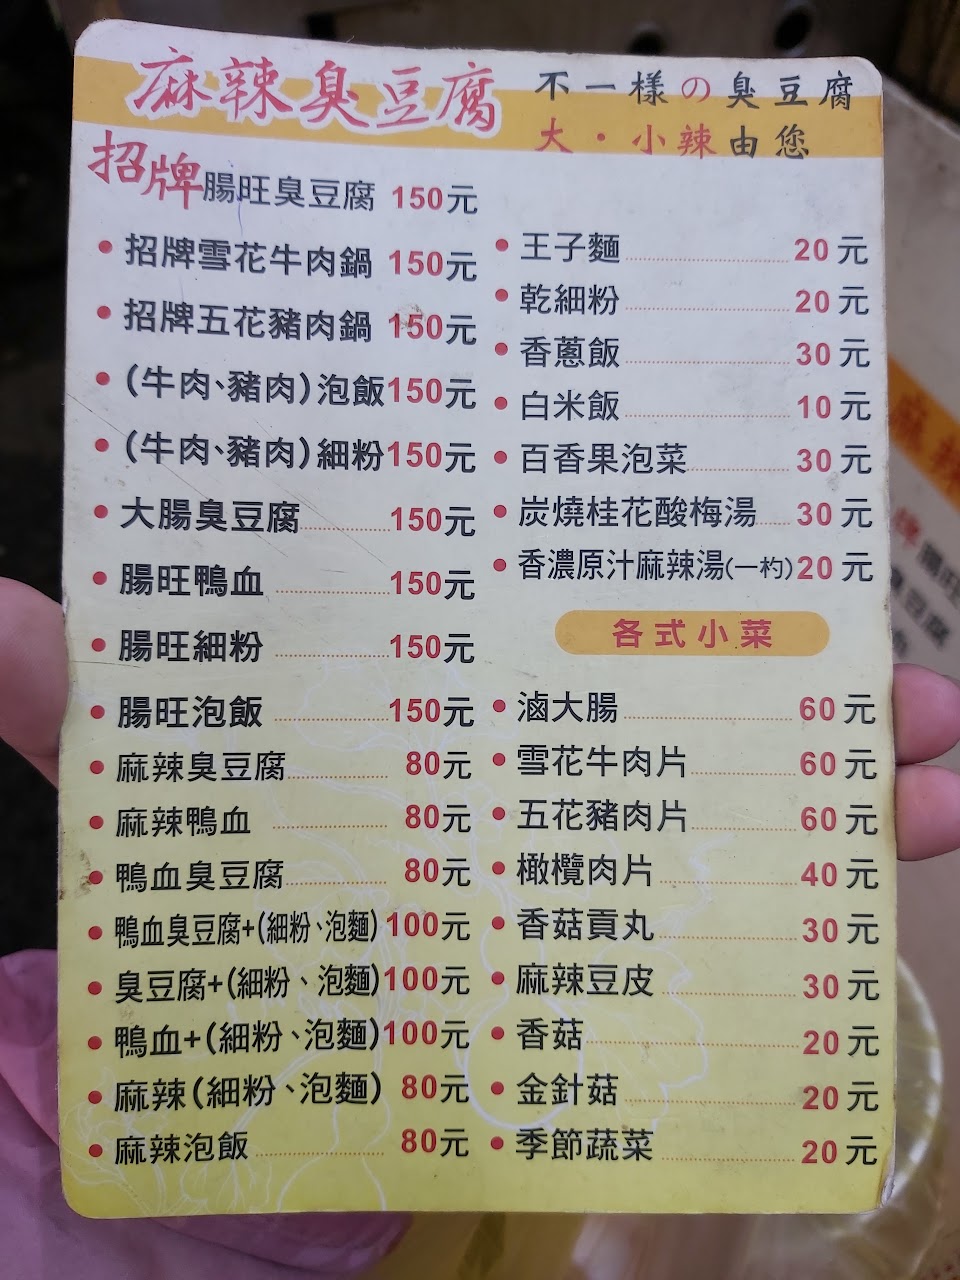 麻辣臭豆腐
不一樣の臭豆腐
大・小辣由您
招牌腸旺臭豆腐 150元
• 招牌雪花牛肉鍋 150元
• 招牌五花豬肉鍋 150元
• (牛肉、豬肉)泡飯150元
• (牛肉、豬肉)細粉150元
• 大腸臭豆腐 150元
• 腸旺鴨血 150元
• 腸旺細粉 150元
• 腸旺泡飯 150元
• 麻辣臭豆腐 80元
• 麻辣鴨血 80元
• 鴨血臭豆腐 80元
• 鴨血臭豆腐+(細粉、泡麵) 100元
• 臭豆腐+(細粉、泡麵)100元
• 鴨血+(細粉、泡麵)100元
• 麻辣(細粉、泡麵) 80元
• 麻辣泡飯 80元
• 王子麵 20元
• 乾細粉 20元
• 香蔥飯 30元
• 白米飯 10元
• 百香果泡菜 30元
• 炭燒桂花酸梅湯 30元
• 香濃原汁麻辣湯(一杓)20元
各式小菜
• 滷大腸 60元
• 雪花牛肉片 60元
• 五花豬肉片 60元
• 橄欖肉片 40元
• 香菇貢丸 30元
• 麻辣豆皮 30元
• 香菇 20元
• 金針菇 20元
• 季節蔬菜 20元